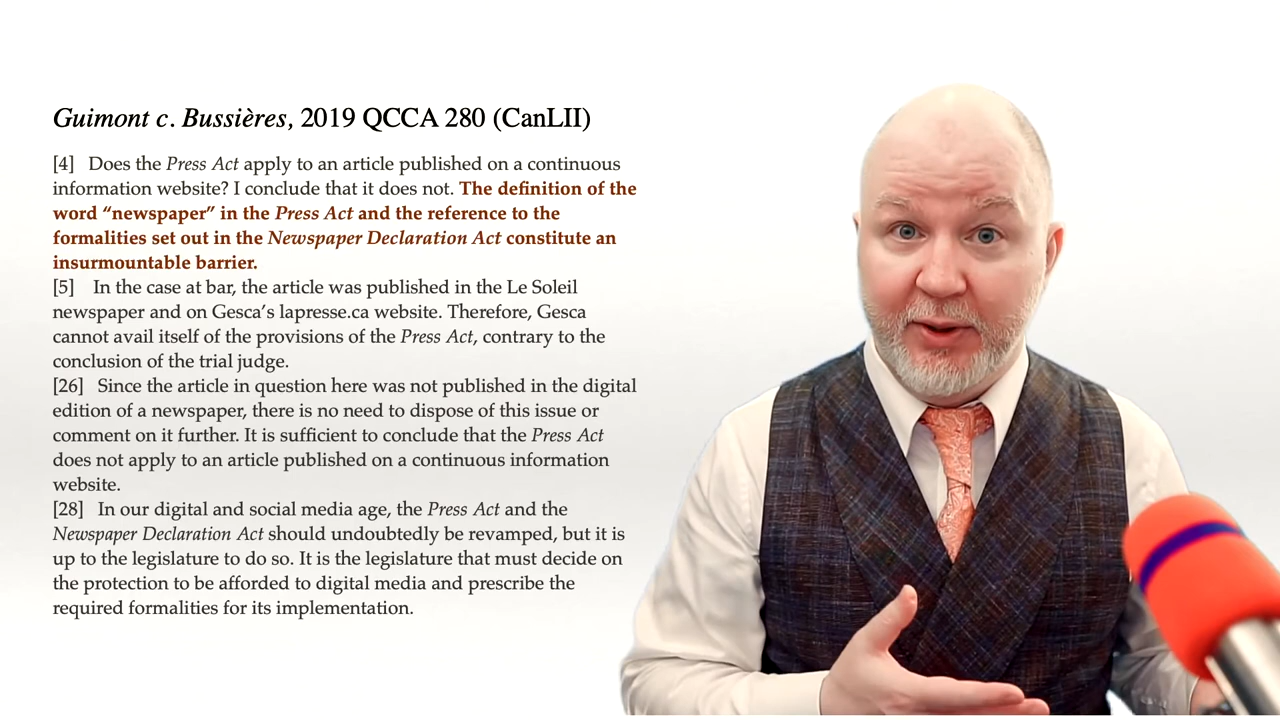 Guimont c. Bussières, 2019 QCCA 280 (CanLII)
[4] Does the Press Act apply to an article published on a continuous
information website? I conclude that it does not. The definition of the
word “newspaper” in the Press Act and the reference to the
formalities set out in the Newspaper Declaration Act constitute an
insurmountable barrier.
[5] In the case at bar, the article was published in the Le Soleil
newspaper and on Gesca’s lapresse.ca website. Therefore, Gesca
cannot avail itself of the provisions of the Press Act, contrary to the
conclusion of the trial judge.
[26] Since the article in question here was not published in the digital
edition of a newspaper, there is no need to dispose of this issue or
comment on it further. It is sufficient to conclude that the Press Act
does not apply to an article published on a continuous information
website.
[28] In our digital and social media age, the Press Act and the
Newspaper Declaration Act should undoubtedly be revamped, but it is
up to the legislature to do so. It is the legislature that must decide on
the protection to be afforded to digital media and prescribe the
required formalities for its implementation.